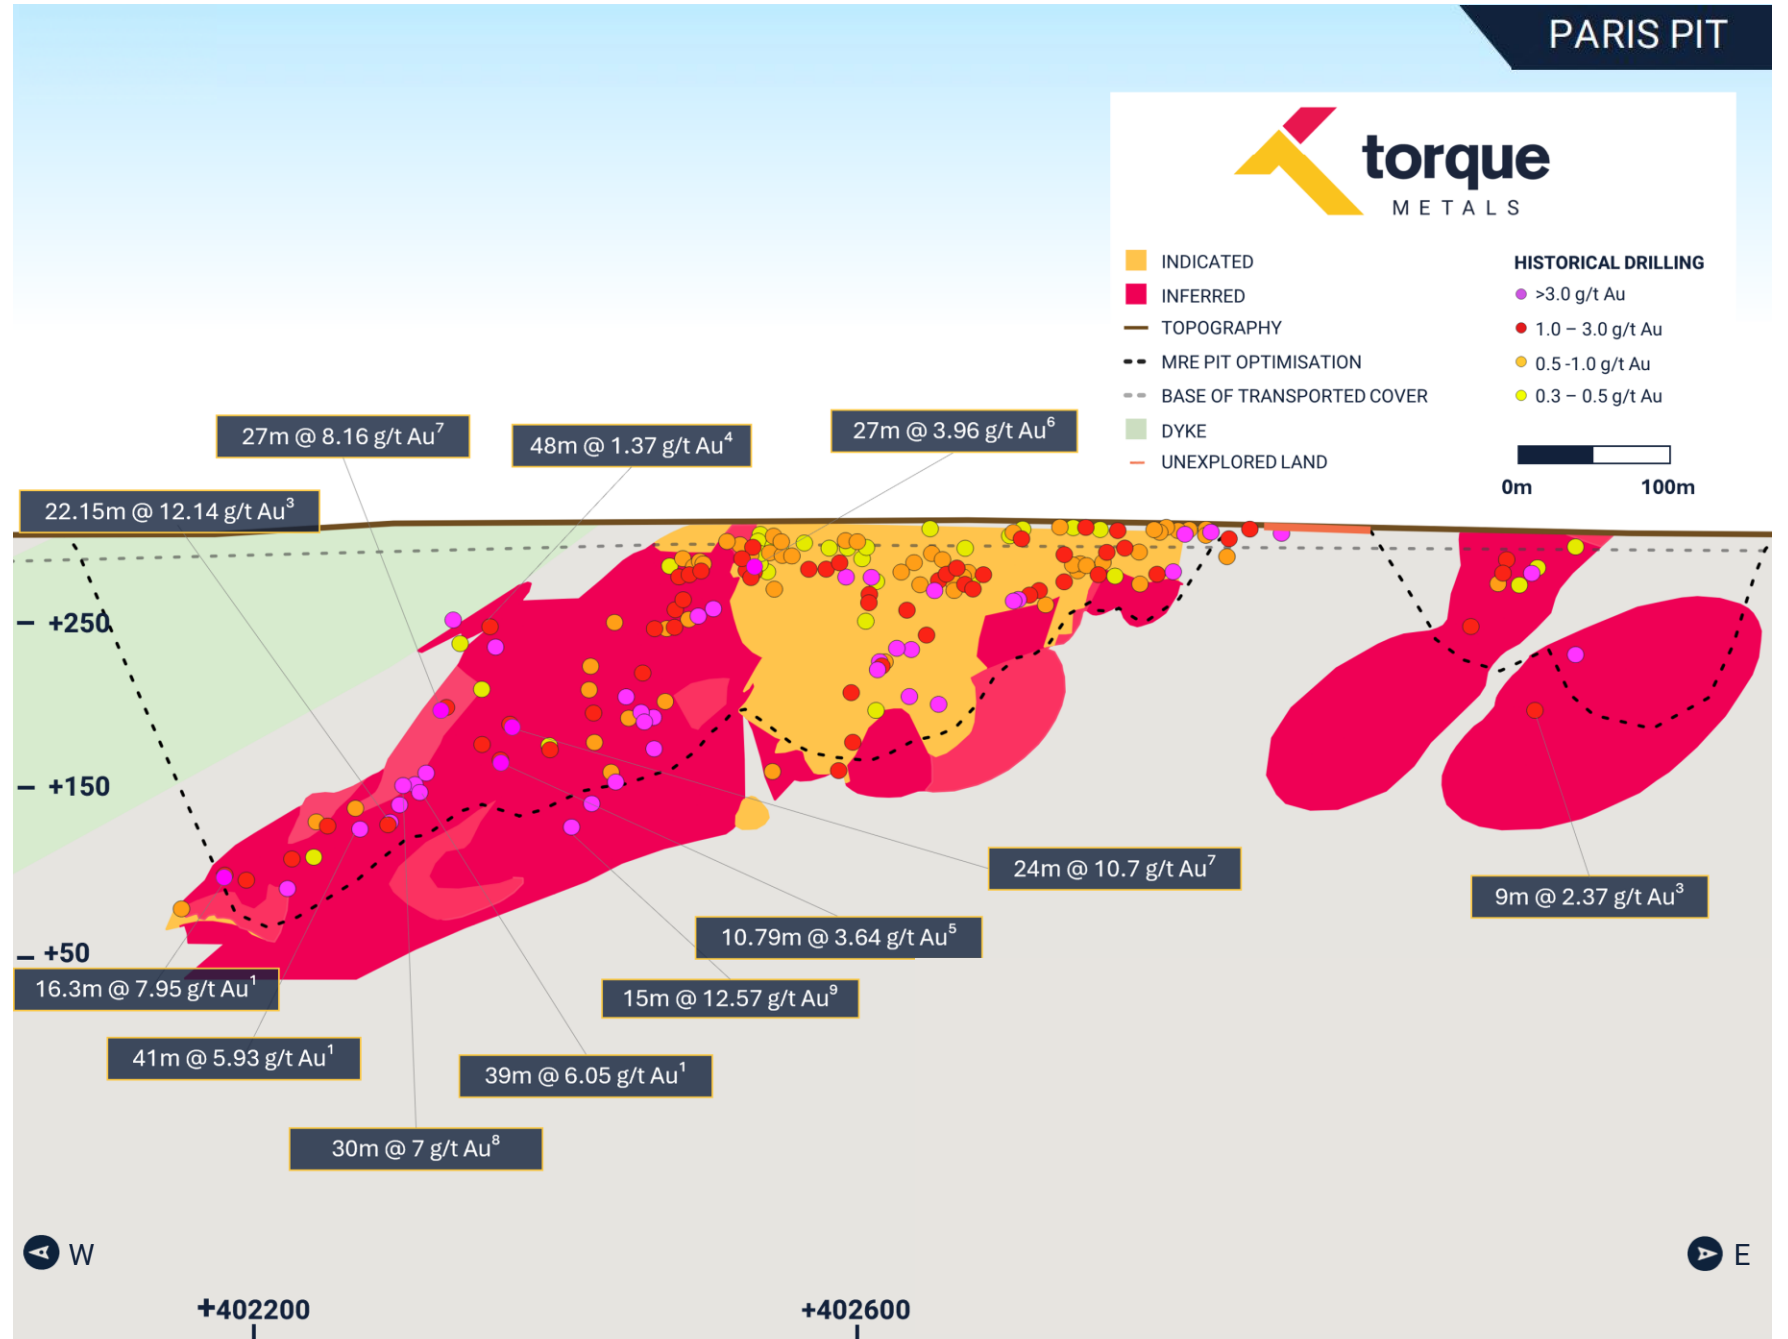 PARIS PIT
torque
METALS
INDICATED
INFERRED
TOPOGRAPHY
MRE PIT OPTIMISATION
BASE OF TRANSPORTED COVER
DYKE
UNEXPLORED LAND
HISTORICAL DRILLING
>3.0 g/t Au
1.0 – 3.0 g/t Au
0.5 -1.0 g/t Au
0.3 – 0.5 g/t Au
0m 100m
27m @ 8.16 g/t Au⁷
48m @ 1.37 g/t Au⁴
27m @ 3.96 g/t Au⁶
22.15m @ 12.14 g/t Au³
+250
+150
+50
24m @ 10.7 g/t Au⁷
9m @ 2.37 g/t Au³
10.79m @ 3.64 g/t Au⁵
16.3m @ 7.95 g/t Au¹
15m @ 12.57 g/t Au⁹
41m @ 5.93 g/t Au¹
39m @ 6.05 g/t Au¹
30m @ 7 g/t Au⁸
W
E
+402200
+402600